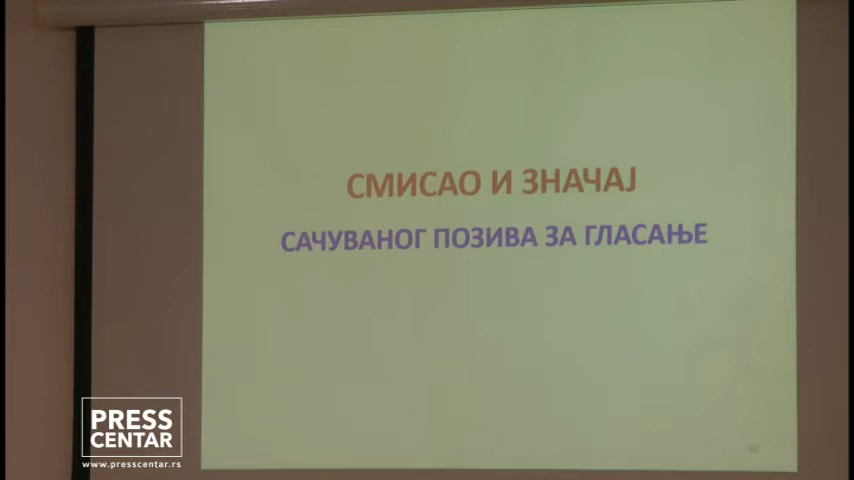 СМИСАО И ЗНАЧАЈ
САЧУВАНОГ ПОЗИВА ЗА ГЛАСАЊЕ
PRESS
CENTAR
www.presscentar.rs